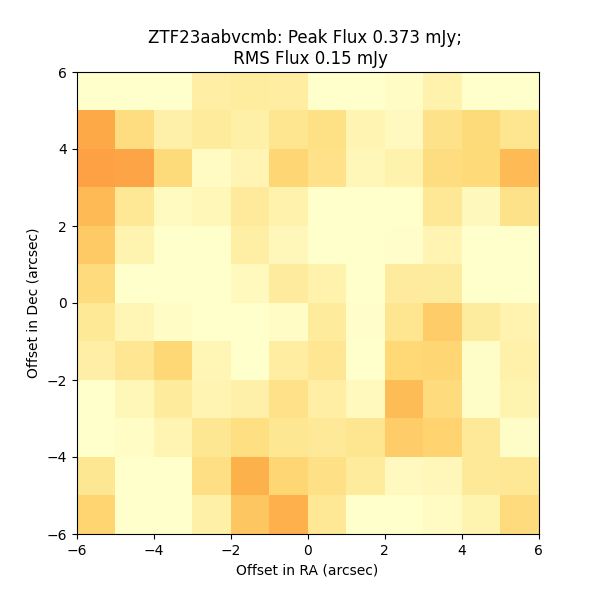 ZTF23aabvcmb: Peak Flux 0.373 mJy;
RMS Flux 0.15 mJy
6
4
2
0
−2
−4
−6
Offset in Dec (arcsec)
−6 −4 −2 0 2 4 6
Offset in RA (arcsec)